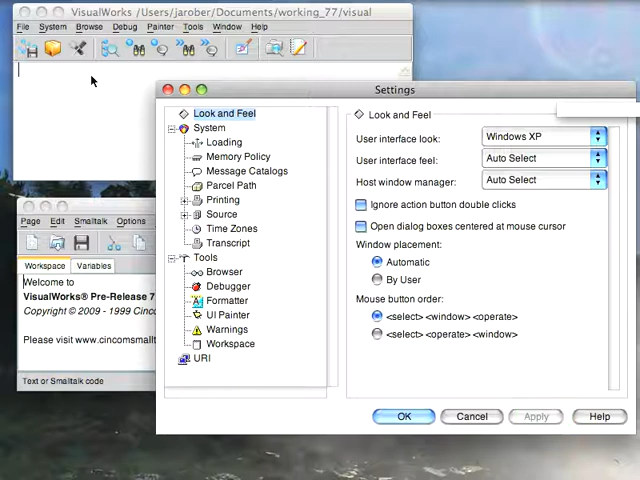 VisualWorks /Users/jarober/Documents/working_77/visual
File System Browse Debug Painter Tools Window Help
Settings
Look and Feel
System
Loading
Memory Policy
Message Catalogs
Parcel Path
Printing
Source
Time Zones
Transcript
Tools
Browser
Debugger
Formatter
UI Painter
Warnings
Workspace
URI
Look and Feel
User interface look: Windows XP
User interface feel: Auto Select
Host window manager: Auto Select
Ignore action button double clicks
Open dialog boxes centered at mouse cursor
Window placement:
Automatic
By User
Mouse button order:
<select> <window> <operate>
<select> <operate> <window>
OK Cancel Apply Help
Page Edit Smalltalk Options
Workspace Variables
Welcome to
VisualWorks® Pre-Release 7
Copyright © 2009 - 1999 Cinco
Please visit www.cincomsmallt
Text or Smalltalk code